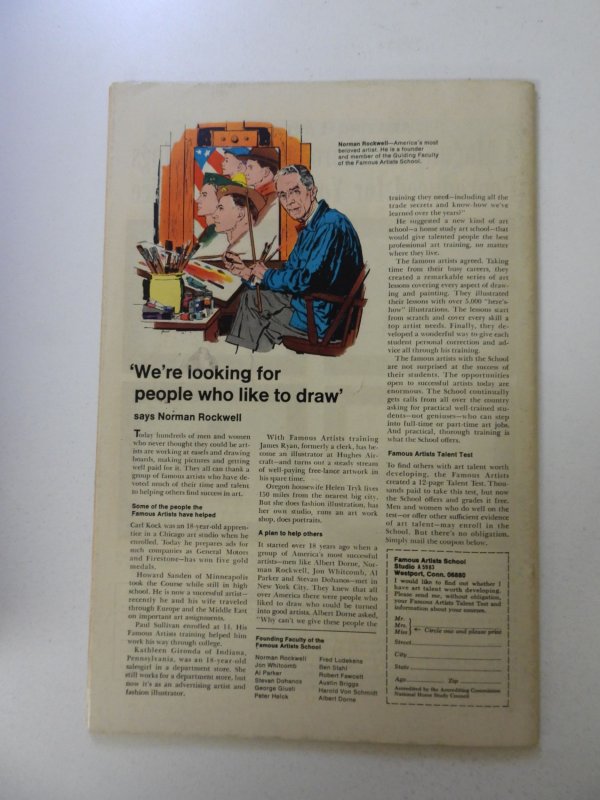 Norman Rockwell—America's most
beloved artist. He is a founder
and member of the Guiding Faculty
of the Famous Artists School.
'We're looking for
people who like to draw'
says Norman Rockwell
Today hundreds of men and women
who never thought they could be art-
ists are working at easels and drawing
boards, making pictures and getting
well paid for it. They all can thank a
group of famous artists who have de-
voted much of their time and talent
to helping others find success in art.
Some of the people the
Famous Artists have helped
Carl Kock was an 18-year-old appren-
tice in a Chicago art studio when he
enrolled. Today he prepares ads for
such companies as General Motors
and Firestone—has won five gold
medals.
Howard Sanden of Minneapolis
took the Course while still in high
school. He is now a successful artist—
recently he and his wife traveled
through Europe and the Middle East
on important art assignments.
Paul Sullivan enrolled at 14. His
Famous Artists training helped him
work his way through college.
Kathleen Gironda of Indiana,
Pennsylvania, was an 18-year-old
salesgirl in a department store. She
still works for a department store, but
now it's as an advertising artist and
fashion illustrator.
With Famous Artists training
James Ryan, formerly a clerk, has be-
come an illustrator at Hughes Air-
craft—and turns out a steady stream
of well-paying free-lance artwork in
his spare time.
Oregon housewife Helen Tryk lives
150 miles from the nearest big city.
But she does fashion illustration, has
her own studio, runs an art work
shop, does portraits.
A plan to help others
It started over 18 years ago when a
group of America's most successful
artists—men like Albert Dorne, Nor-
man Rockwell, Jon Whitcomb, Al
Parker and Stevan Dohanos—met in
New York City. They knew that all
over America there were people who
liked to draw who could be turned
into good artists. Albert Dorne asked,
"Why can't we give these people the
Founding Faculty of the
Famous Artists School
Norman Rockwell
Jon Whitcomb
Al Parker
Stevan Dohanos
George Giusti
Peter Helck
Fred Ludekens
Ben Stahl
Robert Fawcett
Austin Briggs
Harold Von Schmidt
Albert Dorne
training they need—including all the
trade secrets and know-how we've
learned over the years?"
He suggested a new kind of art
school—a home study art school—that
would give talented people the best
professional art training, no matter
where they live.
The famous artists agreed. Taking
time from their busy careers, they
created a remarkable series of art
lessons covering every aspect of draw-
ing and painting. They illustrated
their lessons with over 5,000 "here's-
how" illustrations. The lessons start
from scratch and cover every skill a
top artist needs. Finally, they de-
veloped a wonderful way to give each
student personal correction and ad-
vice all through his training.
The famous artists with the School
are not surprised at the success of
their students. The opportunities
open to successful artists today are
enormous. The School continually
gets calls from all over the country
asking for practical well-trained stu-
dents—not geniuses—who can step
into full-time or part-time art jobs.
And practical, thorough training is
what the School offers.
Famous Artists Talent Test
To find others with art talent worth
developing, the Famous Artists
created a 12-page Talent Test. Thou-
sands paid to take this test, but now
the School offers and grades it free.
Men and women who do well on the
test—or offer other sufficient evidence
of art talent—may enroll in the
School. But there's no obligation.
Simply mail the coupon below.
Famous Artists School
Studio
Westport, Conn. 06880
I would like to find out whether I
have art talent worth developing.
Please send me, without obligation,
your Famous Artists Talent Test and
information about your courses.
Mr.
Mrs.
Miss
Circle one and please print
Street
City
State
Age Zip
Accredited by the Accrediting Commission
National Home Study Council